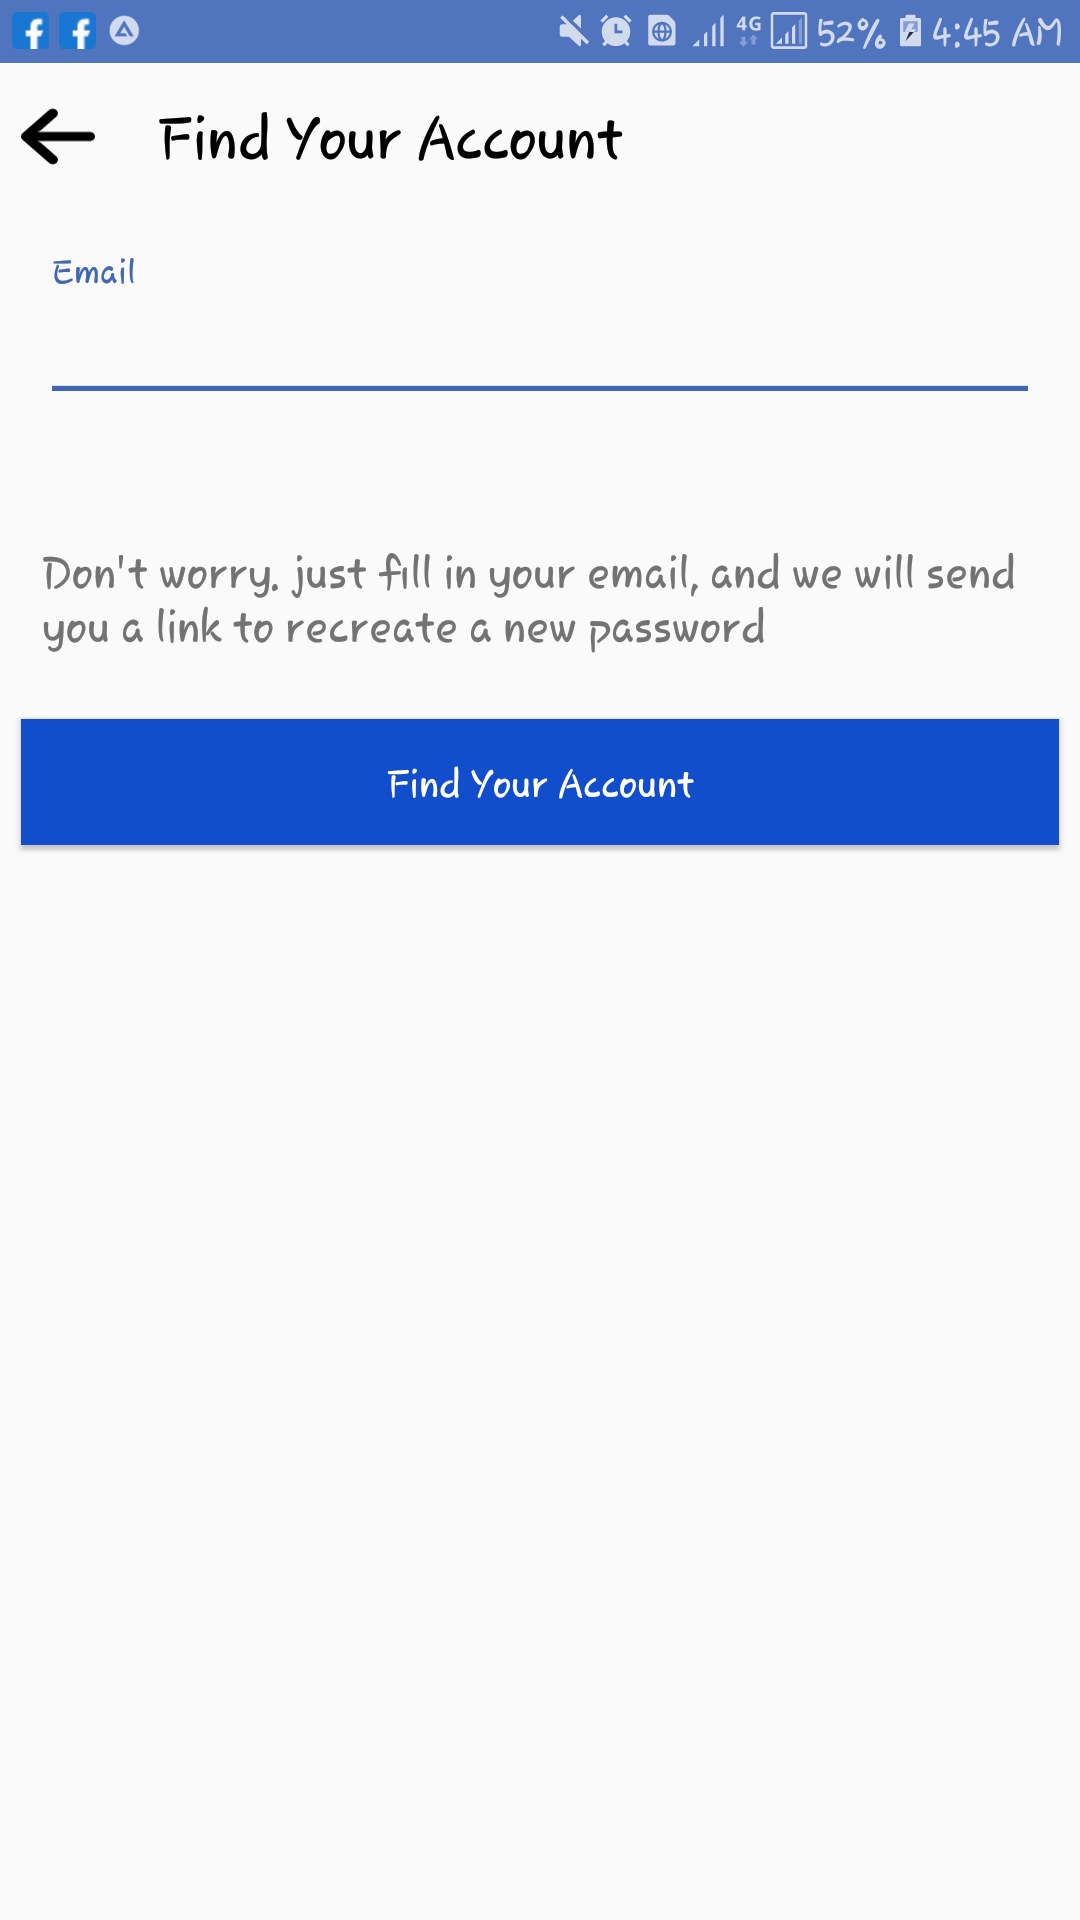 4G 52% 4:45 AM
Find Your Account
Email
Don't worry. just fill in your email, and we will send
you a link to recreate a new password
Find Your Account